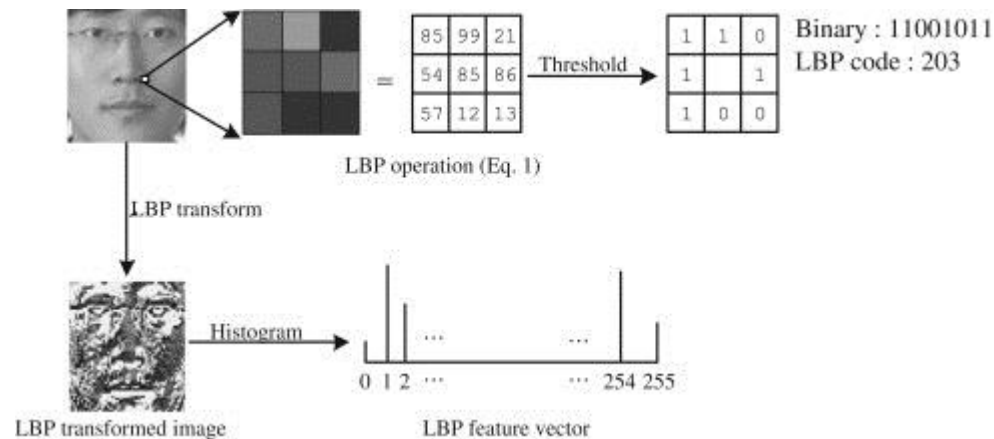 85 99 21
54 85 86
57 12 13
=
Threshold
1 1 0
1 1
1 0 0
Binary : 11001011
LBP code : 203
LBP operation (Eq. 1)
LBP transform
Histogram
... ...
0 1 2 ... ... 254 255
LBP transformed image
LBP feature vector